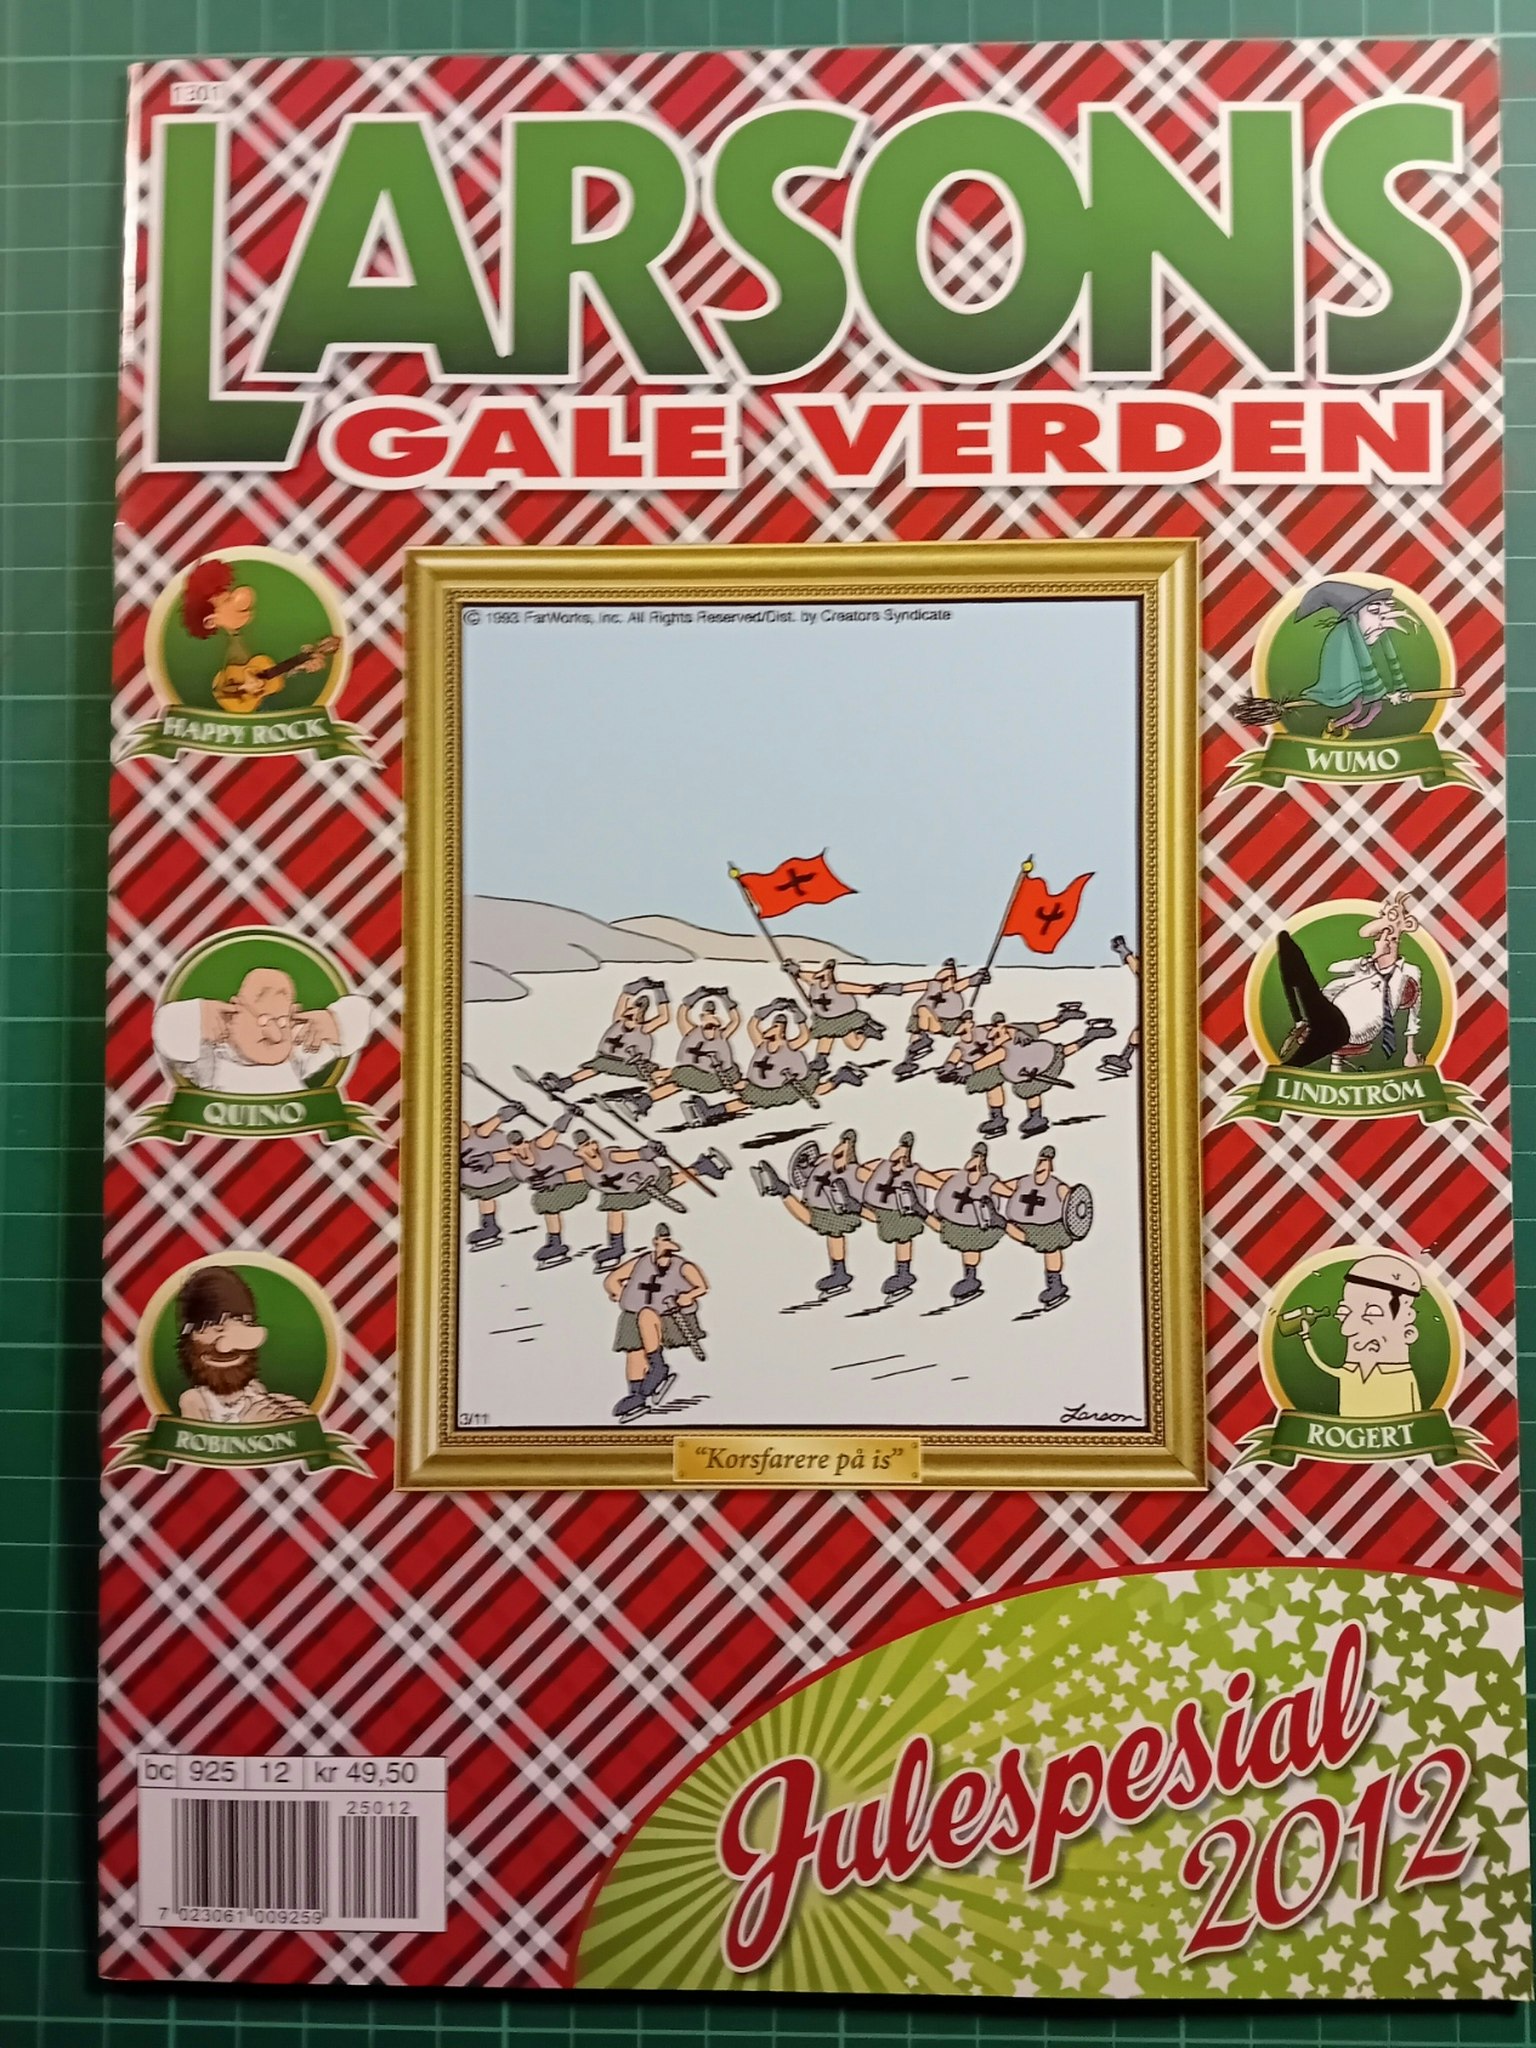 1301
LARSONS
GALE VERDEN
© 1993 FarWorks, Inc. All Rights Reserved/Dist. by Creators Syndicate
HAPPY ROCK
WUMO
QUINO
LINDSTRÖM
ROBINSON
ROGERT
3/11
Larson
"Korsfarere på is"
Julespesial
2012
bc 925 12 kr 49,50
25012
7 023061 009259